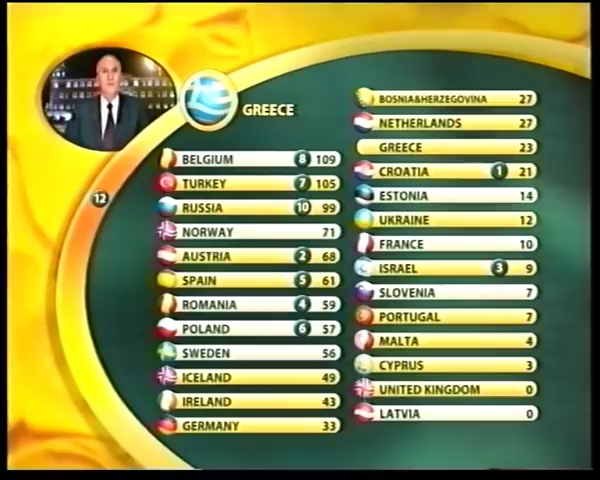 GREECE
12
BELGIUM 8 109
TURKEY 7 105
RUSSIA 10 99
NORWAY 71
AUSTRIA 2 68
SPAIN 5 61
ROMANIA 4 59
POLAND 6 57
SWEDEN 56
ICELAND 49
IRELAND 43
GERMANY 33
BOSNIA&HERZEGOVINA 27
NETHERLANDS 27
GREECE 23
CROATIA 1 21
ESTONIA 14
UKRAINE 12
FRANCE 10
ISRAEL 3 9
SLOVENIA 7
PORTUGAL 7
MALTA 4
CYPRUS 3
UNITED KINGDOM 0
LATVIA 0